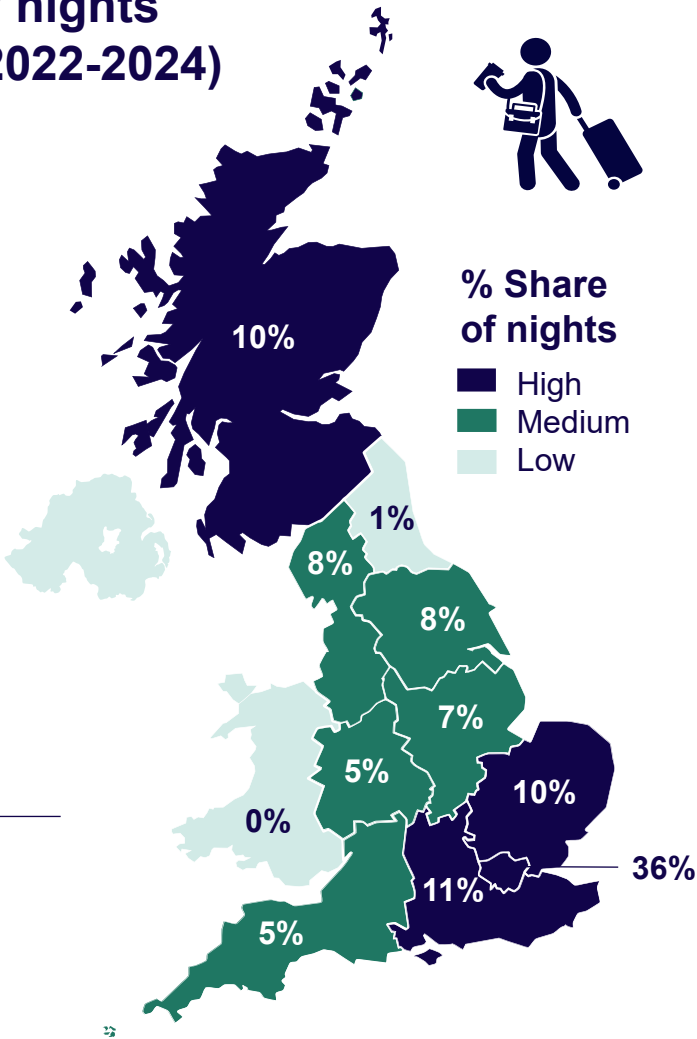 nights
2022-2024)
% Share
of nights
High
Medium
Low
10%
1%
8%
8%
7%
5%
10%
0%
36%
11%
5%